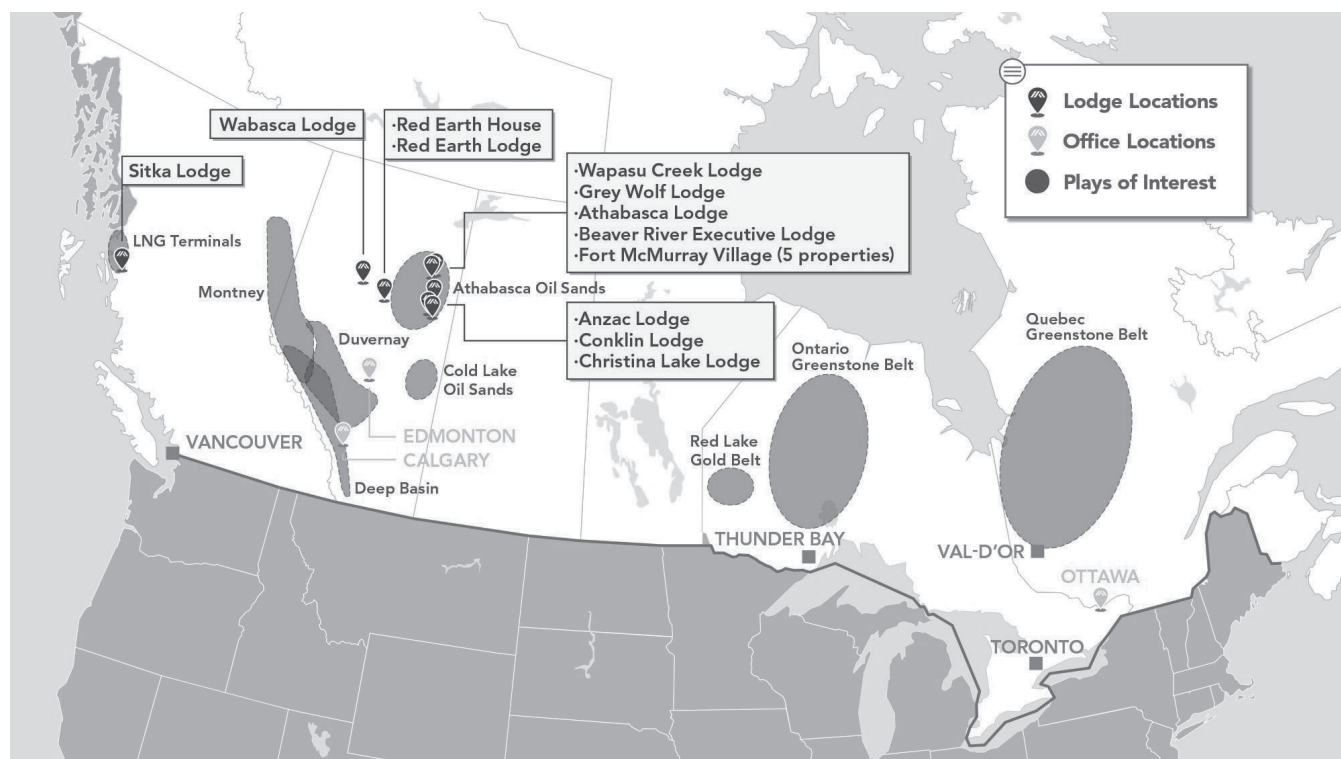 Lodge Locations
Office Locations
Plays of Interest
Wabasca Lodge
·Red Earth House
·Red Earth Lodge
Sitka Lodge
·Wapasu Creek Lodge
·Grey Wolf Lodge
·Athabasca Lodge
·Beaver River Executive Lodge
·Fort McMurray Village (5 properties)
LNG Terminals
Montney
Athabasca Oil Sands
·Anzac Lodge
·Conklin Lodge
·Christina Lake Lodge
Duvernay
Cold Lake
Oil Sands
Ontario
Greenstone Belt
Quebec
Greenstone Belt
VANCOUVER
EDMONTON
CALGARY
Deep Basin
Red Lake
Gold Belt
THUNDER BAY
VAL-D'OR
OTTAWA
TORONTO